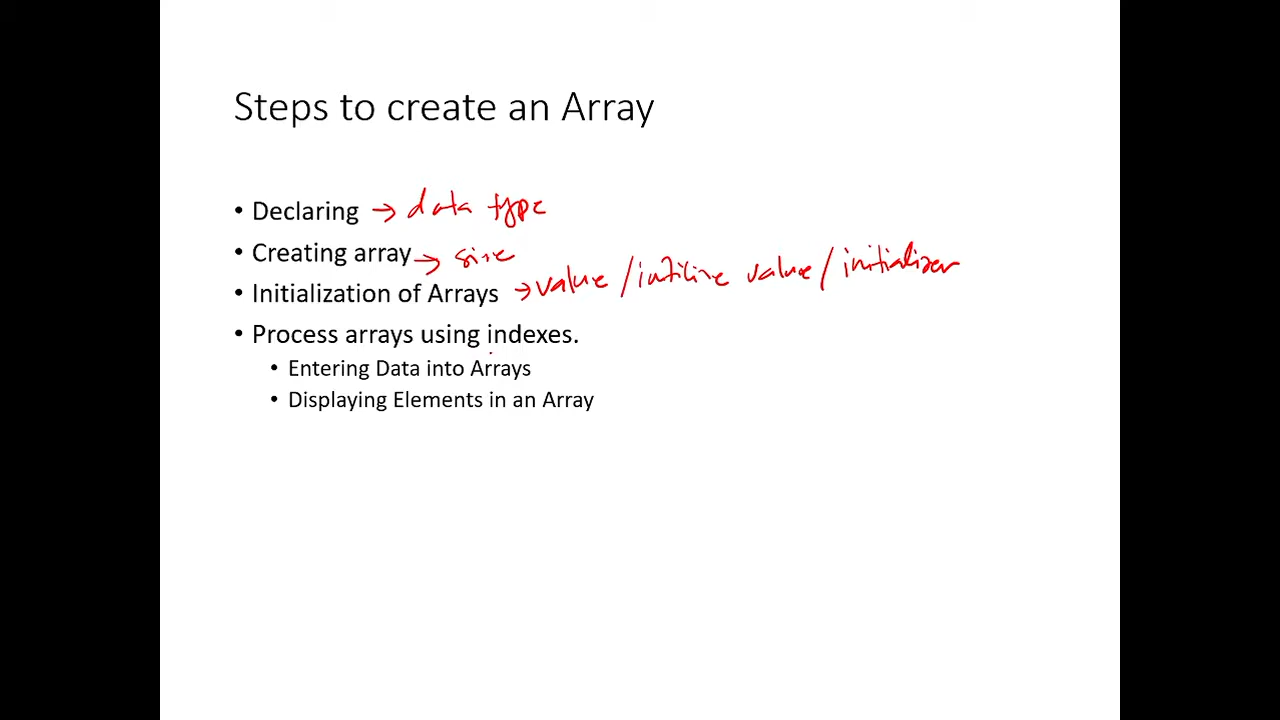 Steps to create an Array
• Declaring → data type
• Creating array → size
• Initialization of Arrays → value / intilize value / initializer
• Process arrays using indexes.
• Entering Data into Arrays
• Displaying Elements in an Array